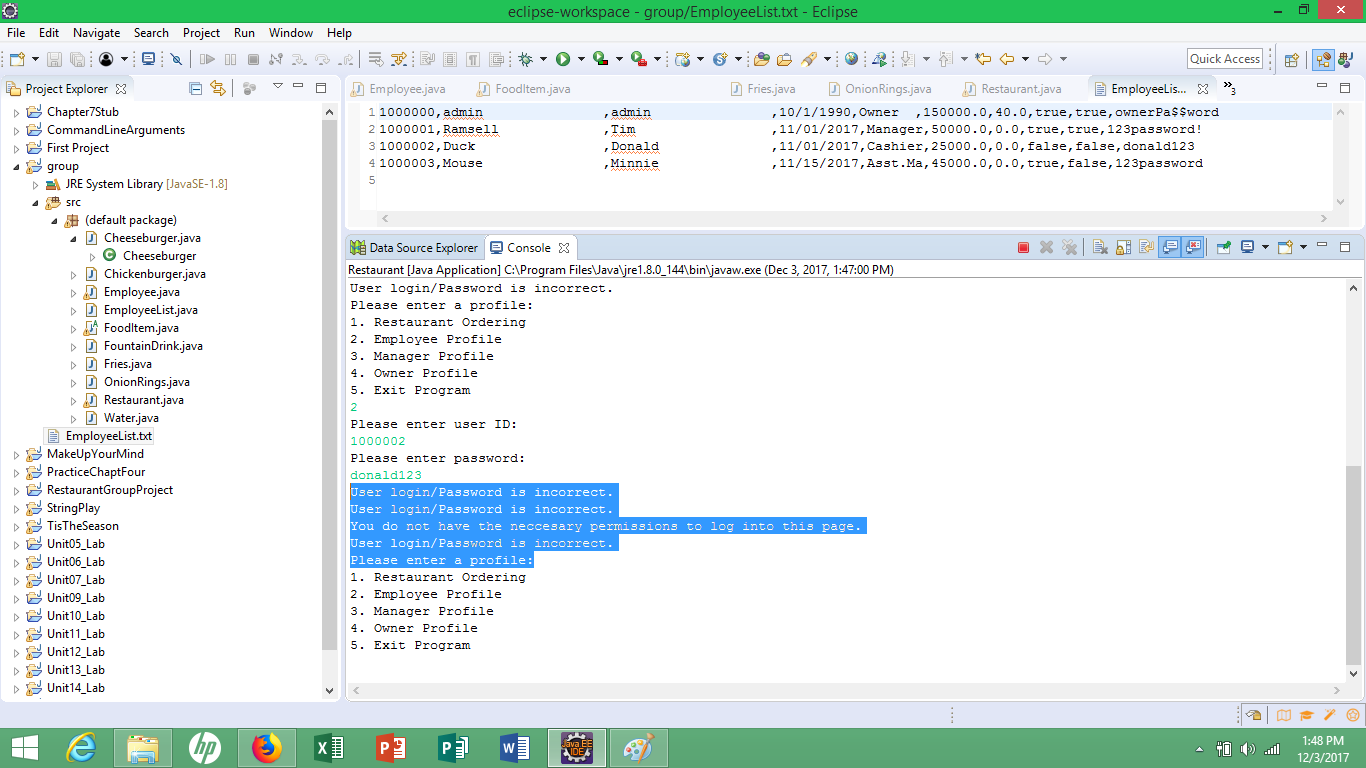 eclipse-workspace - group/EmployeeList.txt - Eclipse
File Edit Navigate Search Project Run Window Help
Quick Access
Project Explorer
Chapter7Stub
CommandLineArguments
First Project
group
JRE System Library [JavaSE-1.8]
src
(default package)
Cheeseburger.java
Cheeseburger
Chickenburger.java
Employee.java
EmployeeList.java
FoodItem.java
FountainDrink.java
Fries.java
OnionRings.java
Restaurant.java
Water.java
EmployeeList.txt
MakeUpYourMind
PracticeChaptFour
RestaurantGroupProject
StringPlay
TisTheSeason
Unit05_Lab
Unit06_Lab
Unit07_Lab
Unit09_Lab
Unit10_Lab
Unit11_Lab
Unit12_Lab
Unit13_Lab
Unit14_Lab
Employee.java FoodItem.java Fries.java OnionRings.java Restaurant.java EmployeeLis... »3
1 1000000,admin ,admin ,10/1/1990,Owner ,150000.0,40.0,true,true,ownerPa$$word
2 1000001,Ramsell ,Tim ,11/01/2017,Manager,50000.0,0.0,true,true,123password!
3 1000002,Duck ,Donald ,11/01/2017,Cashier,25000.0,0.0,false,false,donald123
4 1000003,Mouse ,Minnie ,11/15/2017,Asst.Ma,45000.0,0.0,true,false,123password
5
Data Source Explorer Console
Restaurant [Java Application] C:\Program Files\Java\jre1.8.0_144\bin\javaw.exe (Dec 3, 2017, 1:47:00 PM)
User login/Password is incorrect.
Please enter a profile:
1. Restaurant Ordering
2. Employee Profile
3. Manager Profile
4. Owner Profile
5. Exit Program
2
Please enter user ID:
1000002
Please enter password:
donald123
User login/Password is incorrect.
User login/Password is incorrect.
You do not have the neccesary permissions to log into this page.
User login/Password is incorrect.
Please enter a profile:
1. Restaurant Ordering
2. Employee Profile
3. Manager Profile
4. Owner Profile
5. Exit Program
Java EE
IDE
1:48 PM
12/3/2017